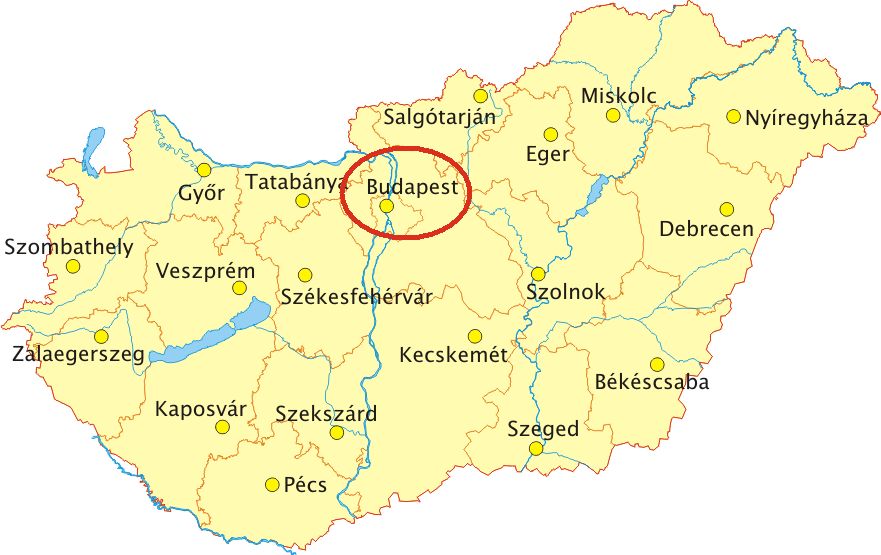 Miskolc
Salgótarján
Nyíregyháza
Eger
Tatabánya
Budapest
Győr
Debrecen
Szombathely
Veszprém
Székesfehérvár
Szolnok
Zalaegerszeg
Kecskemét
Békéscsaba
Kaposvár
Szekszárd
Szeged
Pécs